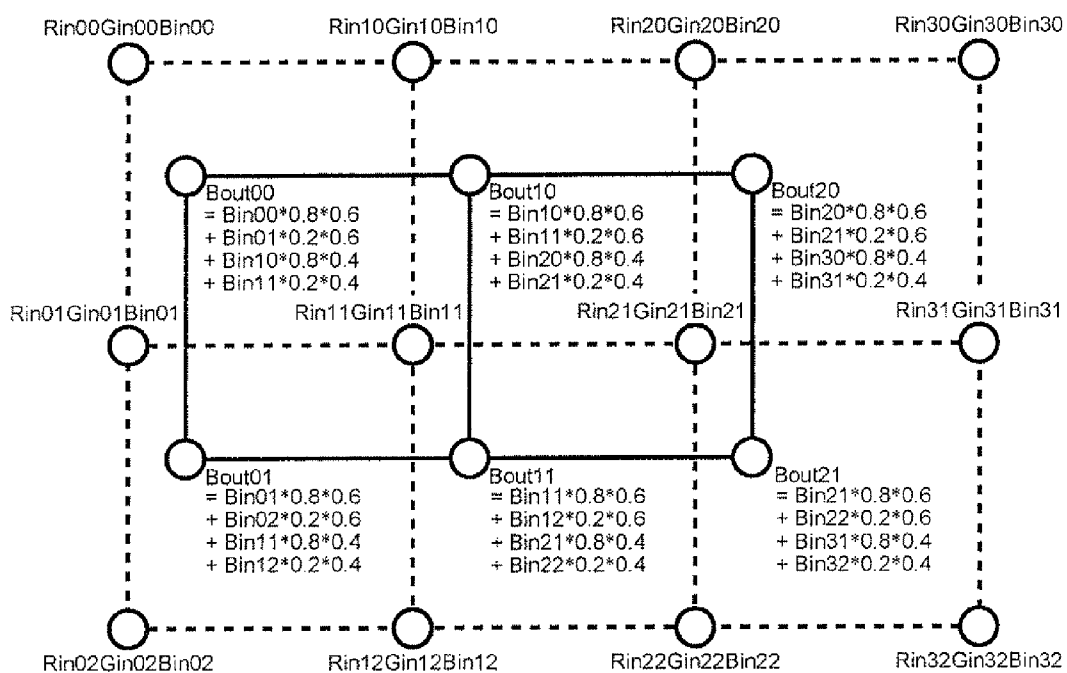 Rin00Gin00Bin00
Rin10Gin10Bin10
Rin20Gin20Bin20
Rin30Gin30Bin30
Bout00
= Bin00*0.8*0.6
+ Bin01*0.2*0.6
+ Bin10*0.8*0.4
+ Bin11*0.2*0.4
Bout10
= Bin10*0.8*0.6
+ Bin11*0.2*0.6
+ Bin20*0.8*0.4
+ Bin21*0.2*0.4
Bout20
= Bin20*0.8*0.6
+ Bin21*0.2*0.6
+ Bin30*0.8*0.4
+ Bin31*0.2*0.4
Rin01Gin01Bin01
Rin11Gin11Bin11
Rin21Gin21Bin21
Rin31Gin31Bin31
Bout01
= Bin01*0.8*0.6
+ Bin02*0.2*0.6
+ Bin11*0.8*0.4
+ Bin12*0.2*0.4
Bout11
= Bin11*0.8*0.6
+ Bin12*0.2*0.6
+ Bin21*0.8*0.4
+ Bin22*0.2*0.4
Bout21
= Bin21*0.8*0.6
+ Bin22*0.2*0.6
+ Bin31*0.8*0.4
+ Bin32*0.2*0.4
Rin02Gin02Bin02
Rin12Gin12Bin12
Rin22Gin22Bin22
Rin32Gin32Bin32